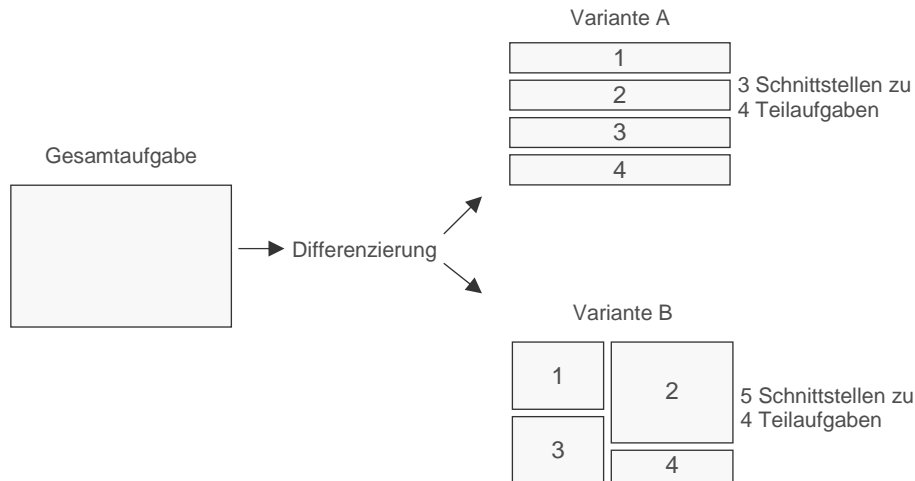 Variante A
1
2
3
4
3 Schnittstellen zu
4 Teilaufgaben
Gesamtaufgabe
Differenzierung
Variante B
1
2
3
4
5 Schnittstellen zu
4 Teilaufgaben